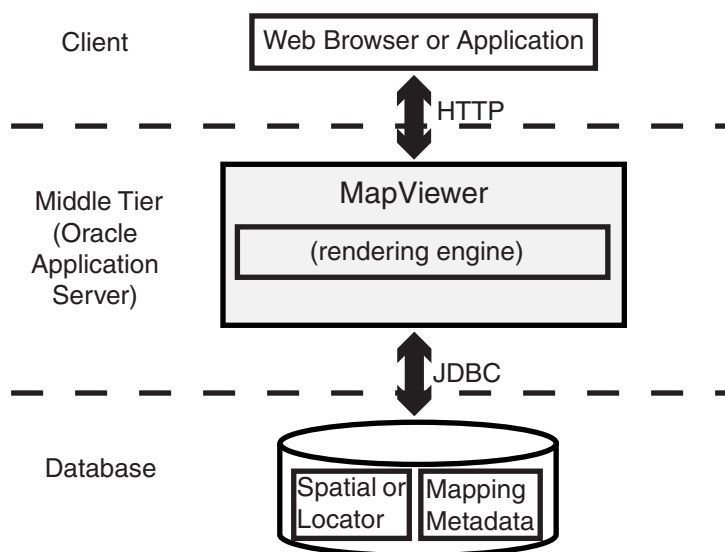 Client
Web Browser or Application
HTTP
Middle Tier
(Oracle
Application
Server)
MapViewer
(rendering engine)
JDBC
Database
Spatial or
Locator
Mapping
Metadata